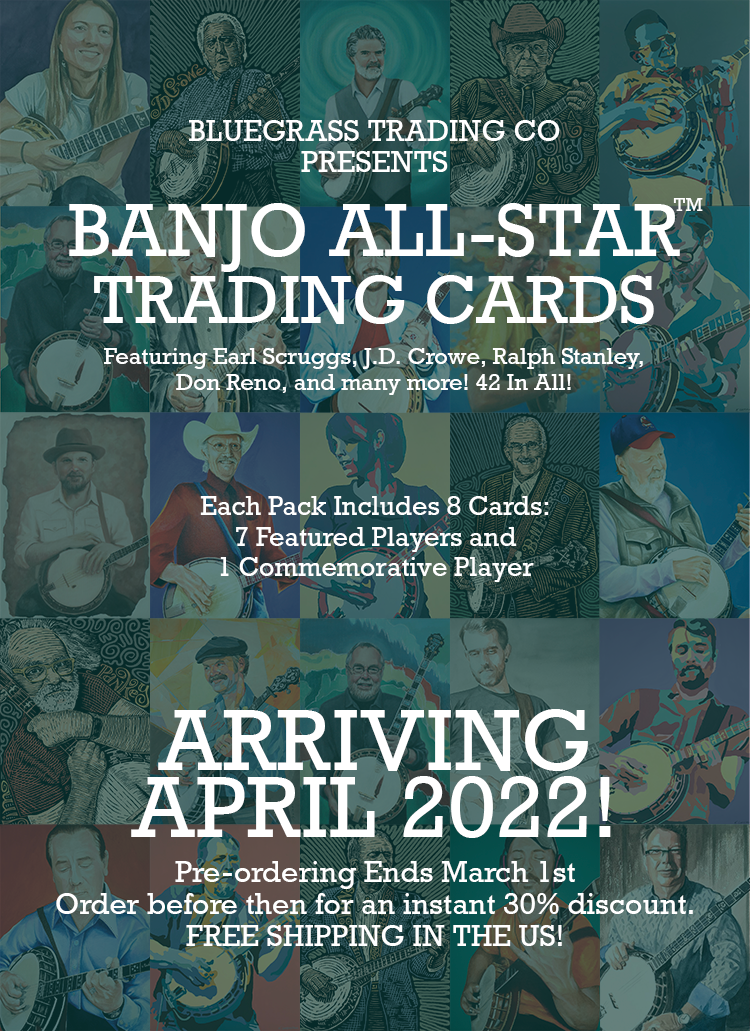 BLUEGRASS TRADING CO
PRESENTS
BANJO ALL-STAR™
TRADING CARDS
Featuring Earl Scruggs, J.D. Crowe, Ralph Stanley,
Don Reno, and many more! 42 In All!
Each Pack Includes 8 Cards:
7 Featured Players and
1 Commemorative Player
ARRIVING
APRIL 2022!
Pre-ordering Ends March 1st
Order before then for an instant 30% discount.
FREE SHIPPING IN THE US!